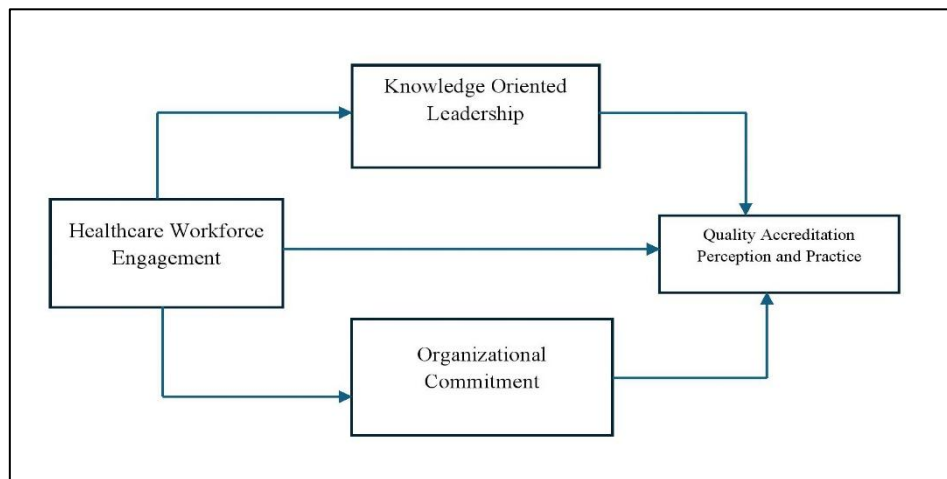 Knowledge Oriented
Leadership
Healthcare Workforce
Engagement
Quality Accreditation
Perception and Practice
Organizational
Commitment